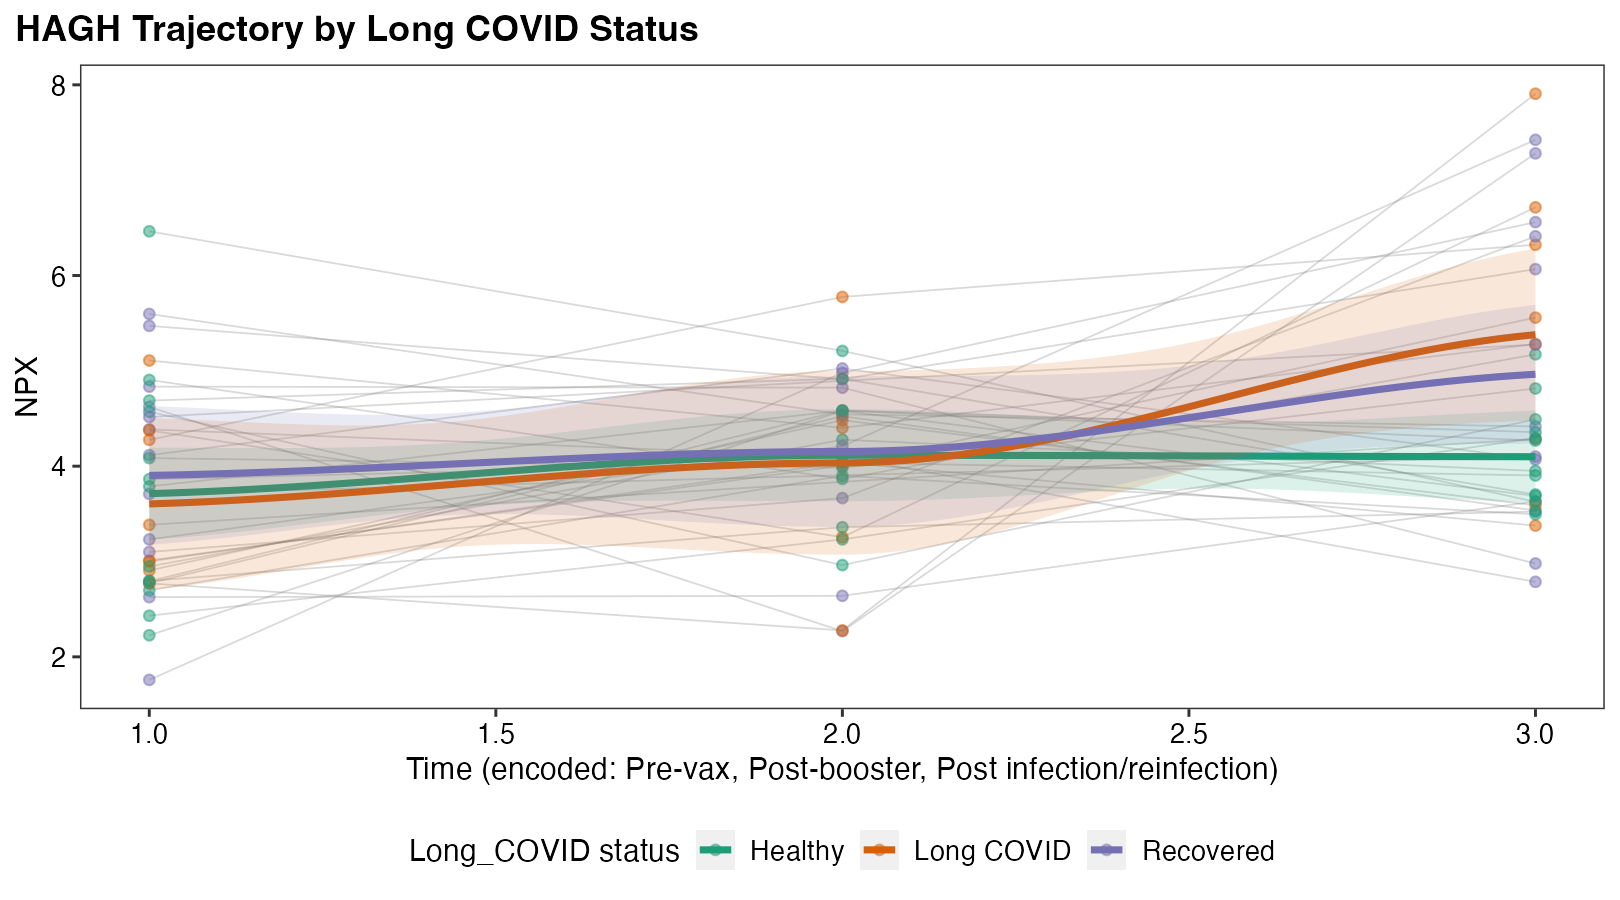 HAGH Trajectory by Long COVID Status
8
6
4
2
NPX
1.0 1.5 2.0 2.5 3.0
Time (encoded: Pre-vax, Post-booster, Post infection/reinfection)
Long_COVID status Healthy Long COVID Recovered